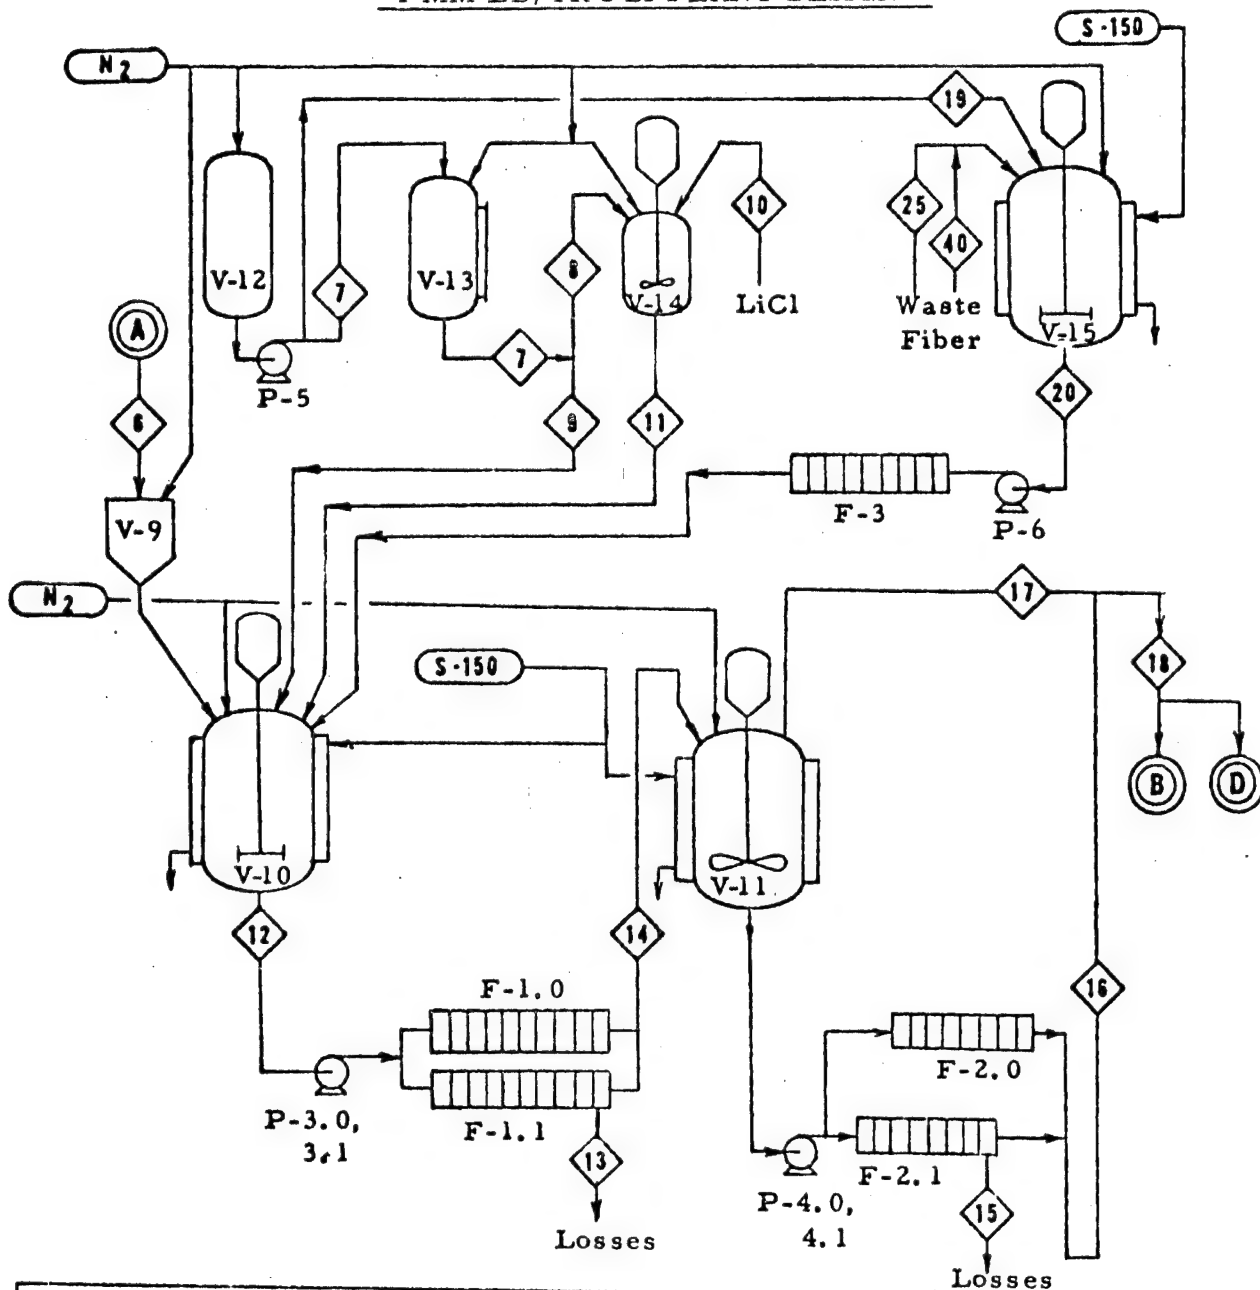 S-150
N2
19
V-12
7
V-13
8
V-14
10
LiCl
25
40
Waste
Fiber
V-15
A
P-5
7
6
9
11
20
V-9
F-3
P-6
N2
17
S-150
18
B
D
V-10
V-11
12
14
16
F-1.0
F-2.0
P-3.0,
3.1
F-1.1
F-2.1
13
P-4.0,
4.1
15
Losses
Losses